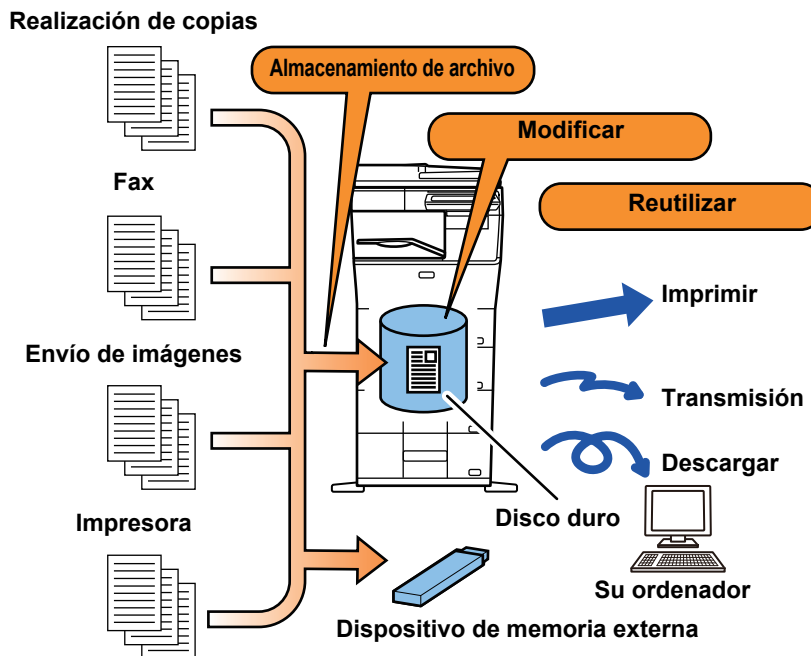 Realización de copias
Almacenamiento de archivo
Modificar
Fax
Reutilizar
Imprimir
Envío de imágenes
Transmisión
Descargar
Impresora
Disco duro
Su ordenador
Dispositivo de memoria externa